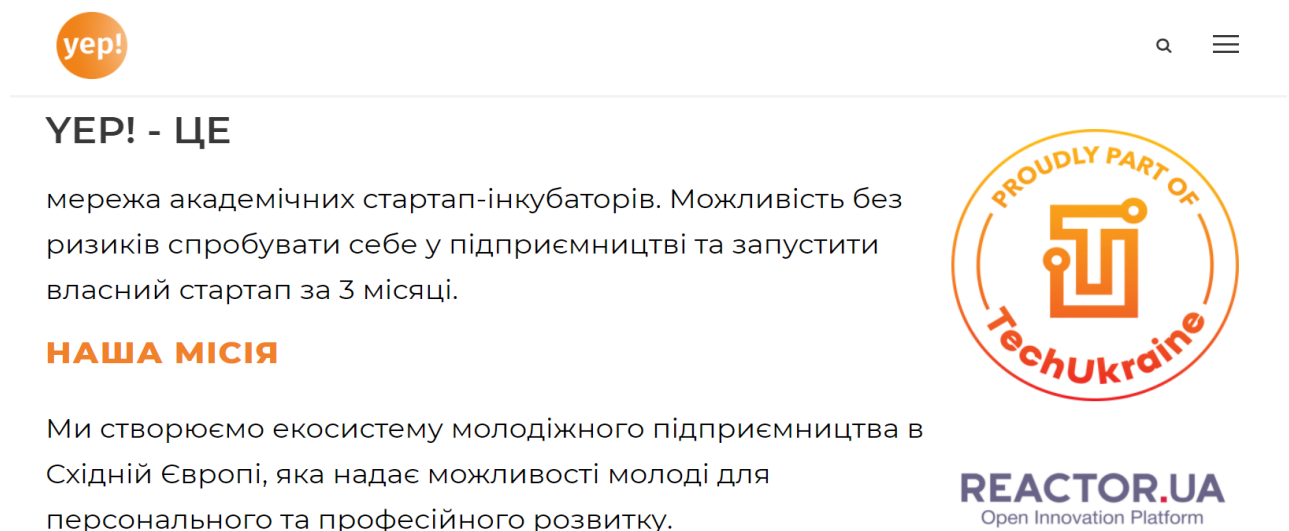 yep!
YEP! - ЦЕ
мережа академічних стартап-інкубаторів. Можливість без
ризиків спробувати себе у підприємництві та запустити
власний стартап за 3 місяці.
НАША МІСІЯ
Ми створюємо екосистему молодіжного підприємництва в
Східній Європі, яка надає можливості молоді для
персонального та професійного розвитку.
PROUDLY PART OF
TechUkraine
REACTOR.UA
Open Innovation Platform